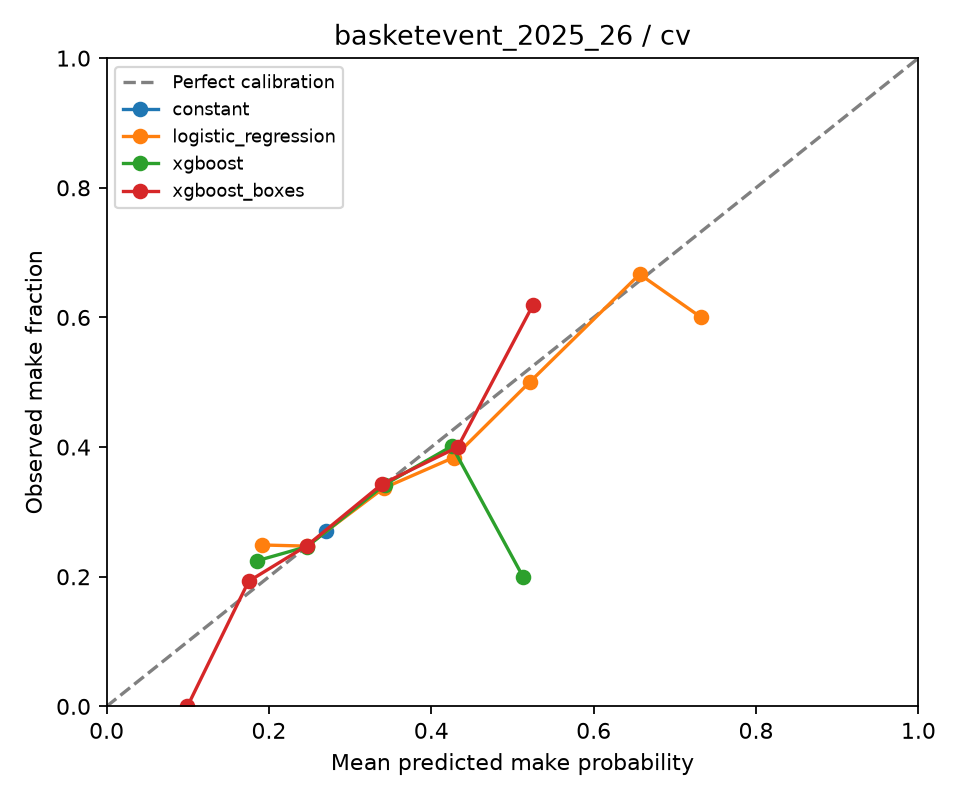 basketevent_2025_26 / cv
1.0
0.8
0.6
0.4
0.2
0.0
Observed make fraction
Perfect calibration
constant
logistic_regression
xgboost
xgboost_boxes
0.0 0.2 0.4 0.6 0.8 1.0
Mean predicted make probability